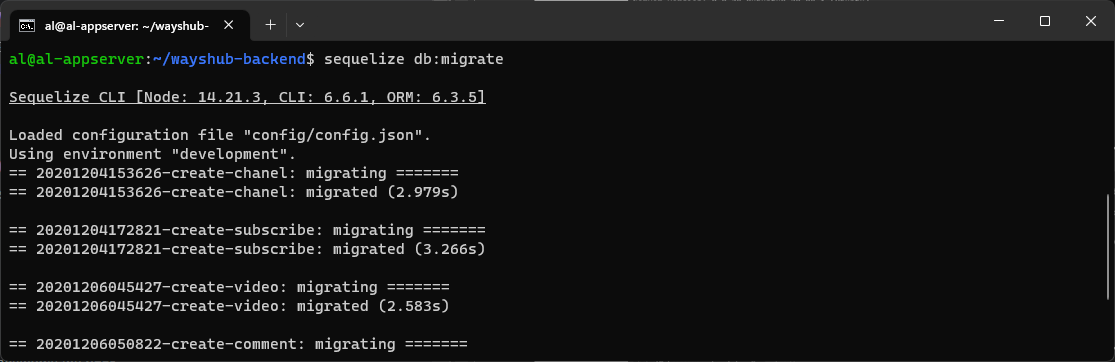 al@al-appserver: ~/wayshub-
al@al-appserver:~/wayshub-backend$ sequelize db:migrate
Sequelize CLI [Node: 14.21.3, CLI: 6.6.1, ORM: 6.3.5]
Loaded configuration file "config/config.json".
Using environment "development".
== 20201204153626-create-chanel: migrating =======
== 20201204153626-create-chanel: migrated (2.979s)
== 20201204172821-create-subscribe: migrating =======
== 20201204172821-create-subscribe: migrated (3.266s)
== 20201206045427-create-video: migrating =======
== 20201206045427-create-video: migrated (2.583s)
== 20201206050822-create-comment: migrating =======